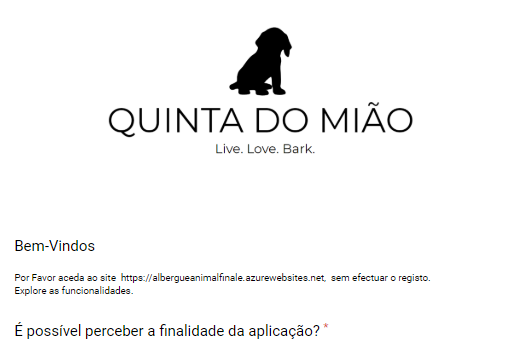 QUINTA DO MIÃO
Live. Love. Bark.
Bem-Vindos
Por Favor aceda ao site  https://albergueanimalfinale.azurewebsites.net,  sem efectuar o registo.
Explore as funcionalidades.
É possível perceber a finalidade da aplicação? *